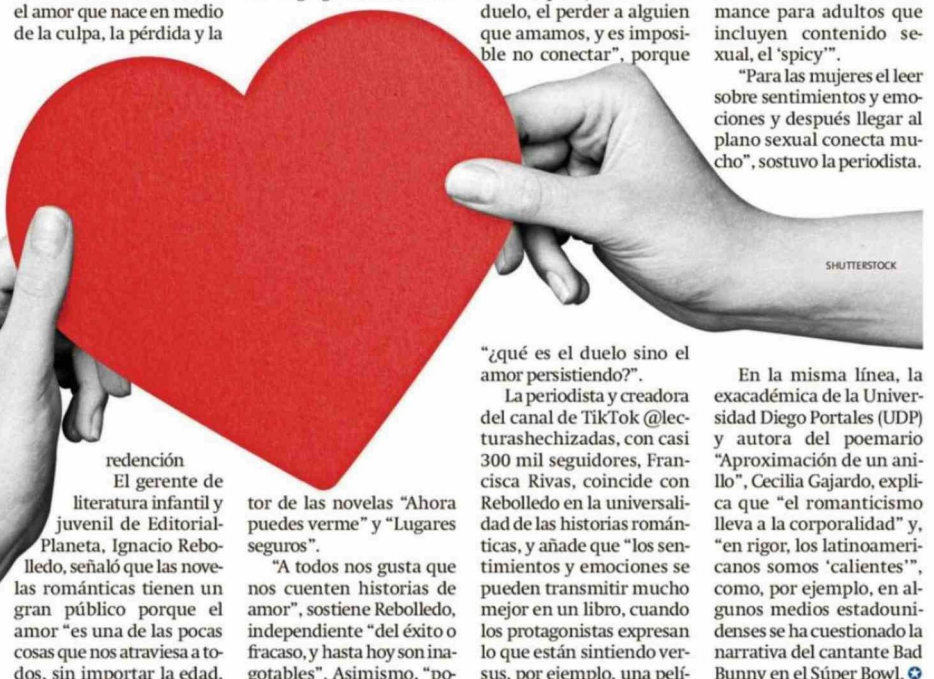 el amor que nace en medio
de la culpa, la pérdida y la
redención
El gerente de
literatura infantil y
juvenil de Editorial-
Planeta, Ignacio Rebo-
lledo, señaló que las nove-
las románticas tienen un
gran público porque el
amor “es una de las pocas
cosas que nos atraviesa a to-
dos, sin importar la edad,
tor de las novelas “Ahora
puedes verme” y “Lugares
seguros”.
“A todos nos gusta que
nos cuenten historias de
amor”, sostiene Rebolledo,
independiente “del éxito o
fracaso, y hasta hoy son ina-
gotables”. Asimismo, “po-
duelo, el perder a alguien
que amamos, y es imposi-
ble no conectar”, porque
“¿qué es el duelo sino el
amor persistiendo?”.
La periodista y creadora
del canal de TikTok @lec-
turashechizadas, con casi
300 mil seguidores, Fran-
cisca Rivas, coincide con
Rebolledo en la universali-
dad de las historias román-
ticas, y añade que “los sen-
timientos y emociones se
pueden transmitir mucho
mejor en un libro, cuando
los protagonistas expresan
lo que están sintiendo ver-
sus, por ejemplo, una pelí-
mance para adultos que
incluyen contenido se-
xual, el ‘spicy’”.
“Para las mujeres el leer
sobre sentimientos y emo-
ciones y después llegar al
plano sexual conecta mu-
cho”, sostuvo la periodista.
SHUTTERSTOCK
En la misma línea, la
exacadémica de la Univer-
sidad Diego Portales (UDP)
y autora del poemario
“Aproximación de un ani-
llo”, Cecilia Gajardo, expli-
ca que “el romanticismo
lleva a la corporalidad” y,
“en rigor, los latinoameri-
canos somos ‘calientes’”,
como, por ejemplo, en al-
gunos medios estadouni-
denses se ha cuestionado la
narrativa del cantante Bad
Bunny en el Súper Bowl.